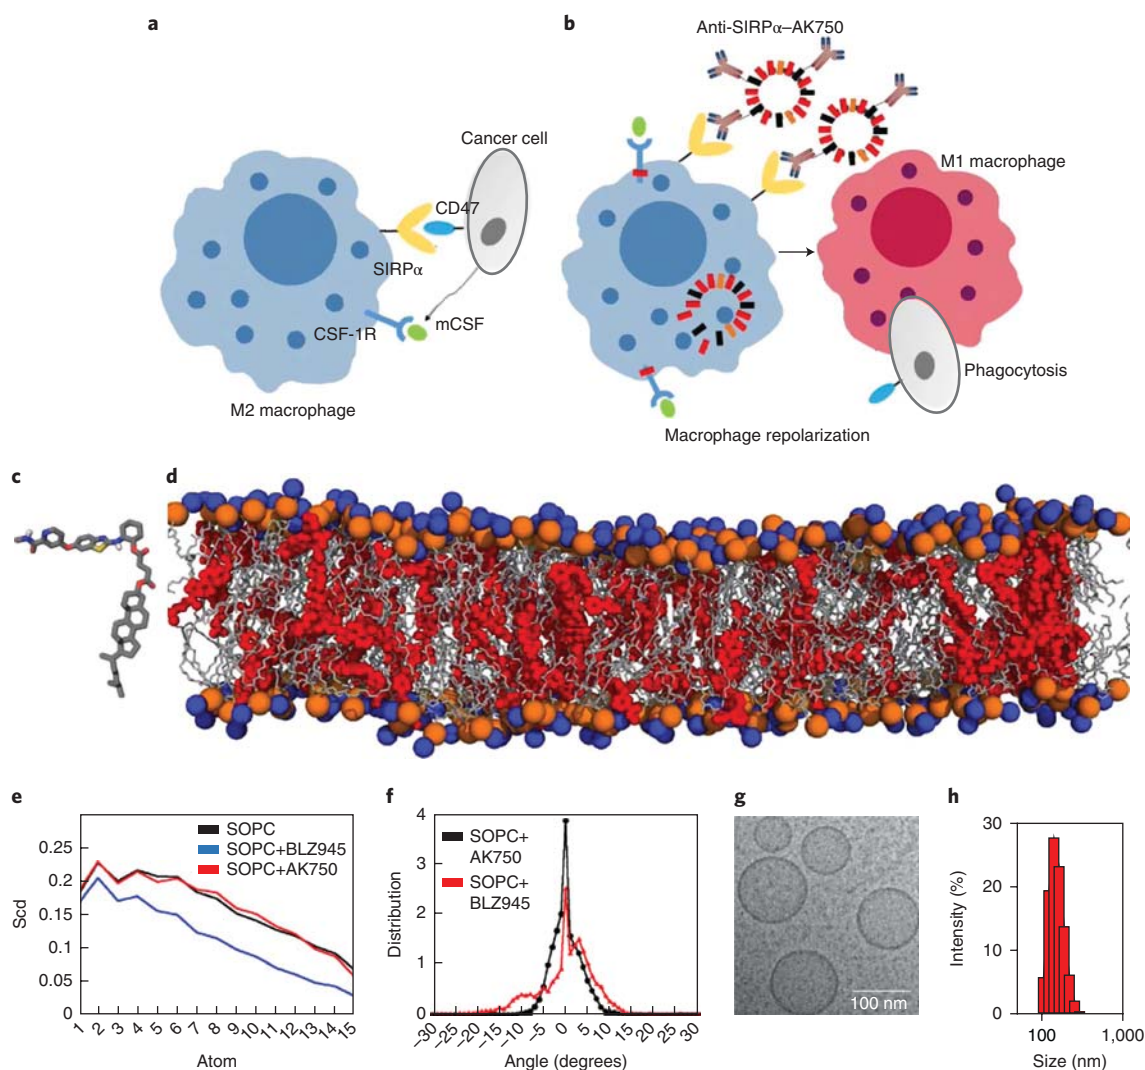 a
b
Anti-SIRPα–AK750
Cancer cell
M1 macrophage
CD47
SIRPα
mCSF
CSF-1R
Phagocytosis
M2 macrophage
Macrophage repolarization
c
d
e
f
g
h
SOPC
SOPC+BLZ945
SOPC+AK750
0.25
0.2
0.15
0.1
0.05
0
Scd
1 2 3 4 5 6 7 8 9 10 11 12 13 14 15
Atom
SOPC+
AK750
SOPC+
BLZ945
4
3
2
1
0
Distribution
–30 –25 –20 –15 –10 –5 0 5 10 15 20 25 30
Angle (degrees)
100 nm
30
20
10
0
Intensity (%)
100 1,000
Size (nm)